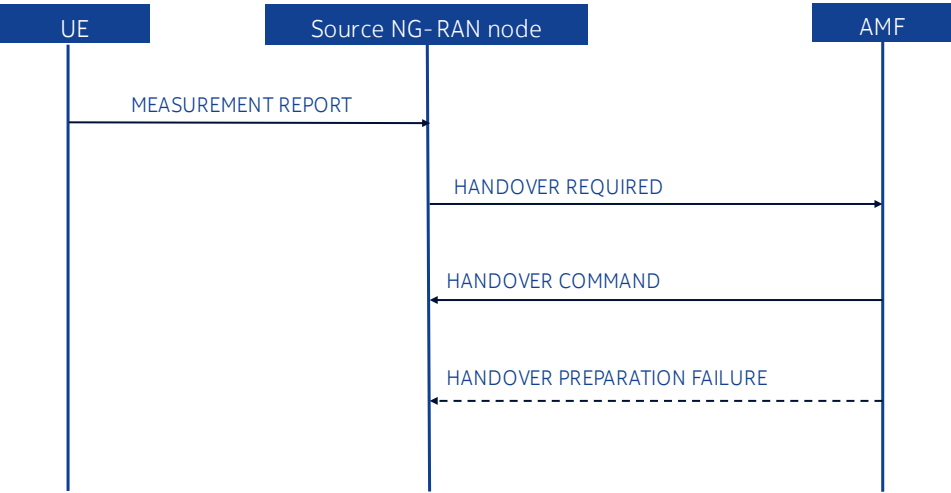 UE
Source NG-RAN node
AMF
MEASUREMENT REPORT
HANDOVER REQUIRED
HANDOVER COMMAND
HANDOVER PREPARATION FAILURE